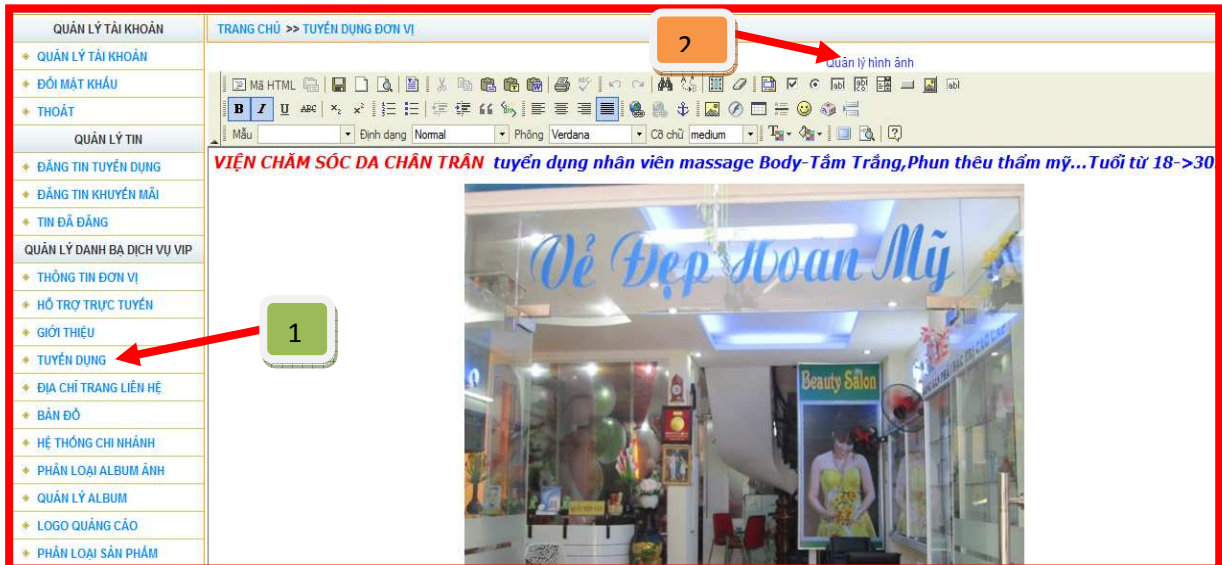 QUẢN LÝ TÀI KHOẢN
QUẢN LÝ TÀI KHOẢN
ĐỔI MẬT KHẨU
THOÁT
QUẢN LÝ TIN
ĐĂNG TIN TUYỂN DỤNG
ĐĂNG TIN KHUYẾN MÃI
TIN ĐÃ ĐĂNG
QUẢN LÝ DANH BẠ DỊCH VỤ VIP
THÔNG TIN ĐƠN VỊ
HỖ TRỢ TRỰC TUYẾN
GIỚI THIỆU
TUYỂN DỤNG
ĐỊA CHỈ TRANG LIÊN HỆ
BẢN ĐỒ
HỆ THỐNG CHI NHÁNH
PHÂN LOẠI ALBUM ẢNH
QUẢN LÝ ALBUM
LOGO QUẢNG CÁO
PHÂN LOẠI SẢN PHẨM
1
TRANG CHỦ >> TUYỂN DỤNG ĐƠN VỊ
2
Quản lý hình ảnh
Mã HTML
B I U ABC X₂ X²
Mẫu Định dạng Normal Phông Verdana Cỡ chữ medium
VIỆN CHĂM SÓC DA CHÂN TRÂN tuyển dụng nhân viên massage Body-Tắm Trắng,Phun thêu thẩm mỹ...Tuổi từ 18->30
Vẻ Đẹp Hoàn Mỹ
Beauty Salon